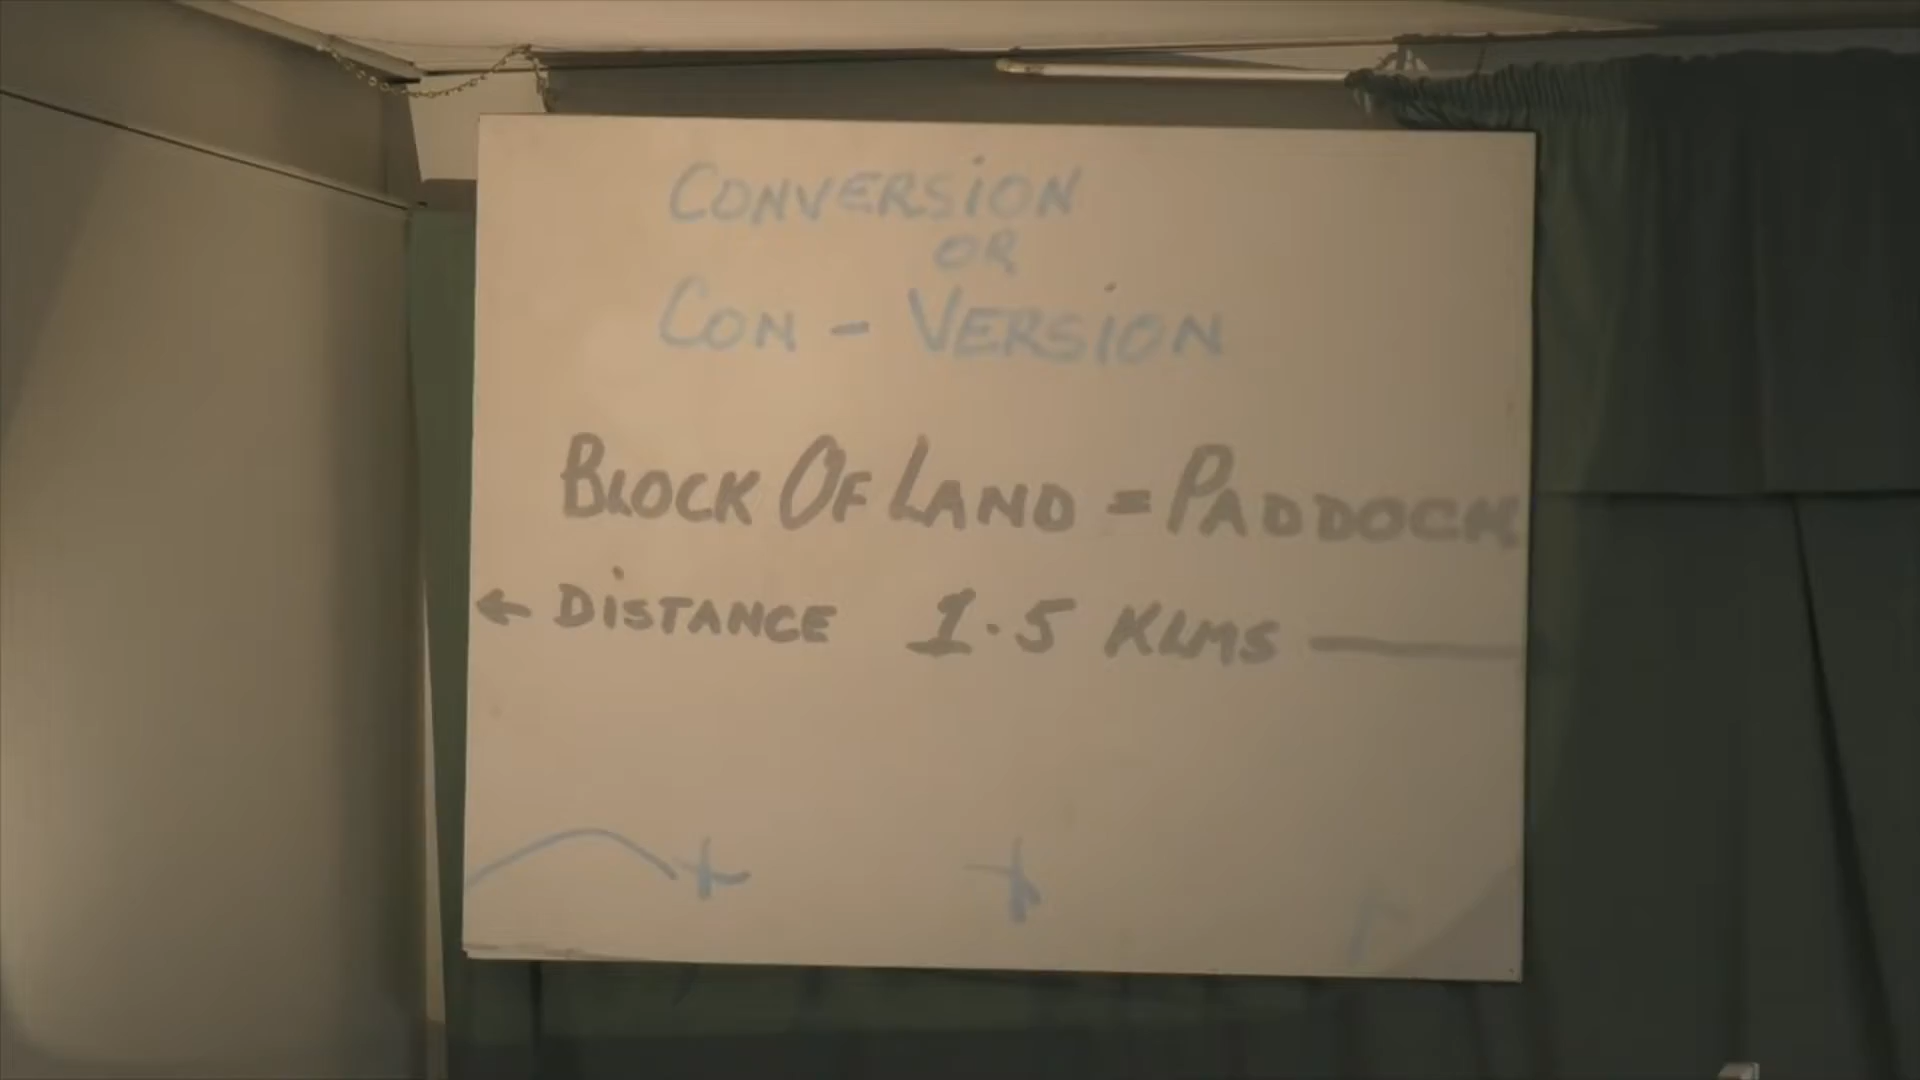 CONVERSION
OR
CON - VERSION
BLOCK OF LAND = PADDOCK
← DISTANCE 1.5 KLMS